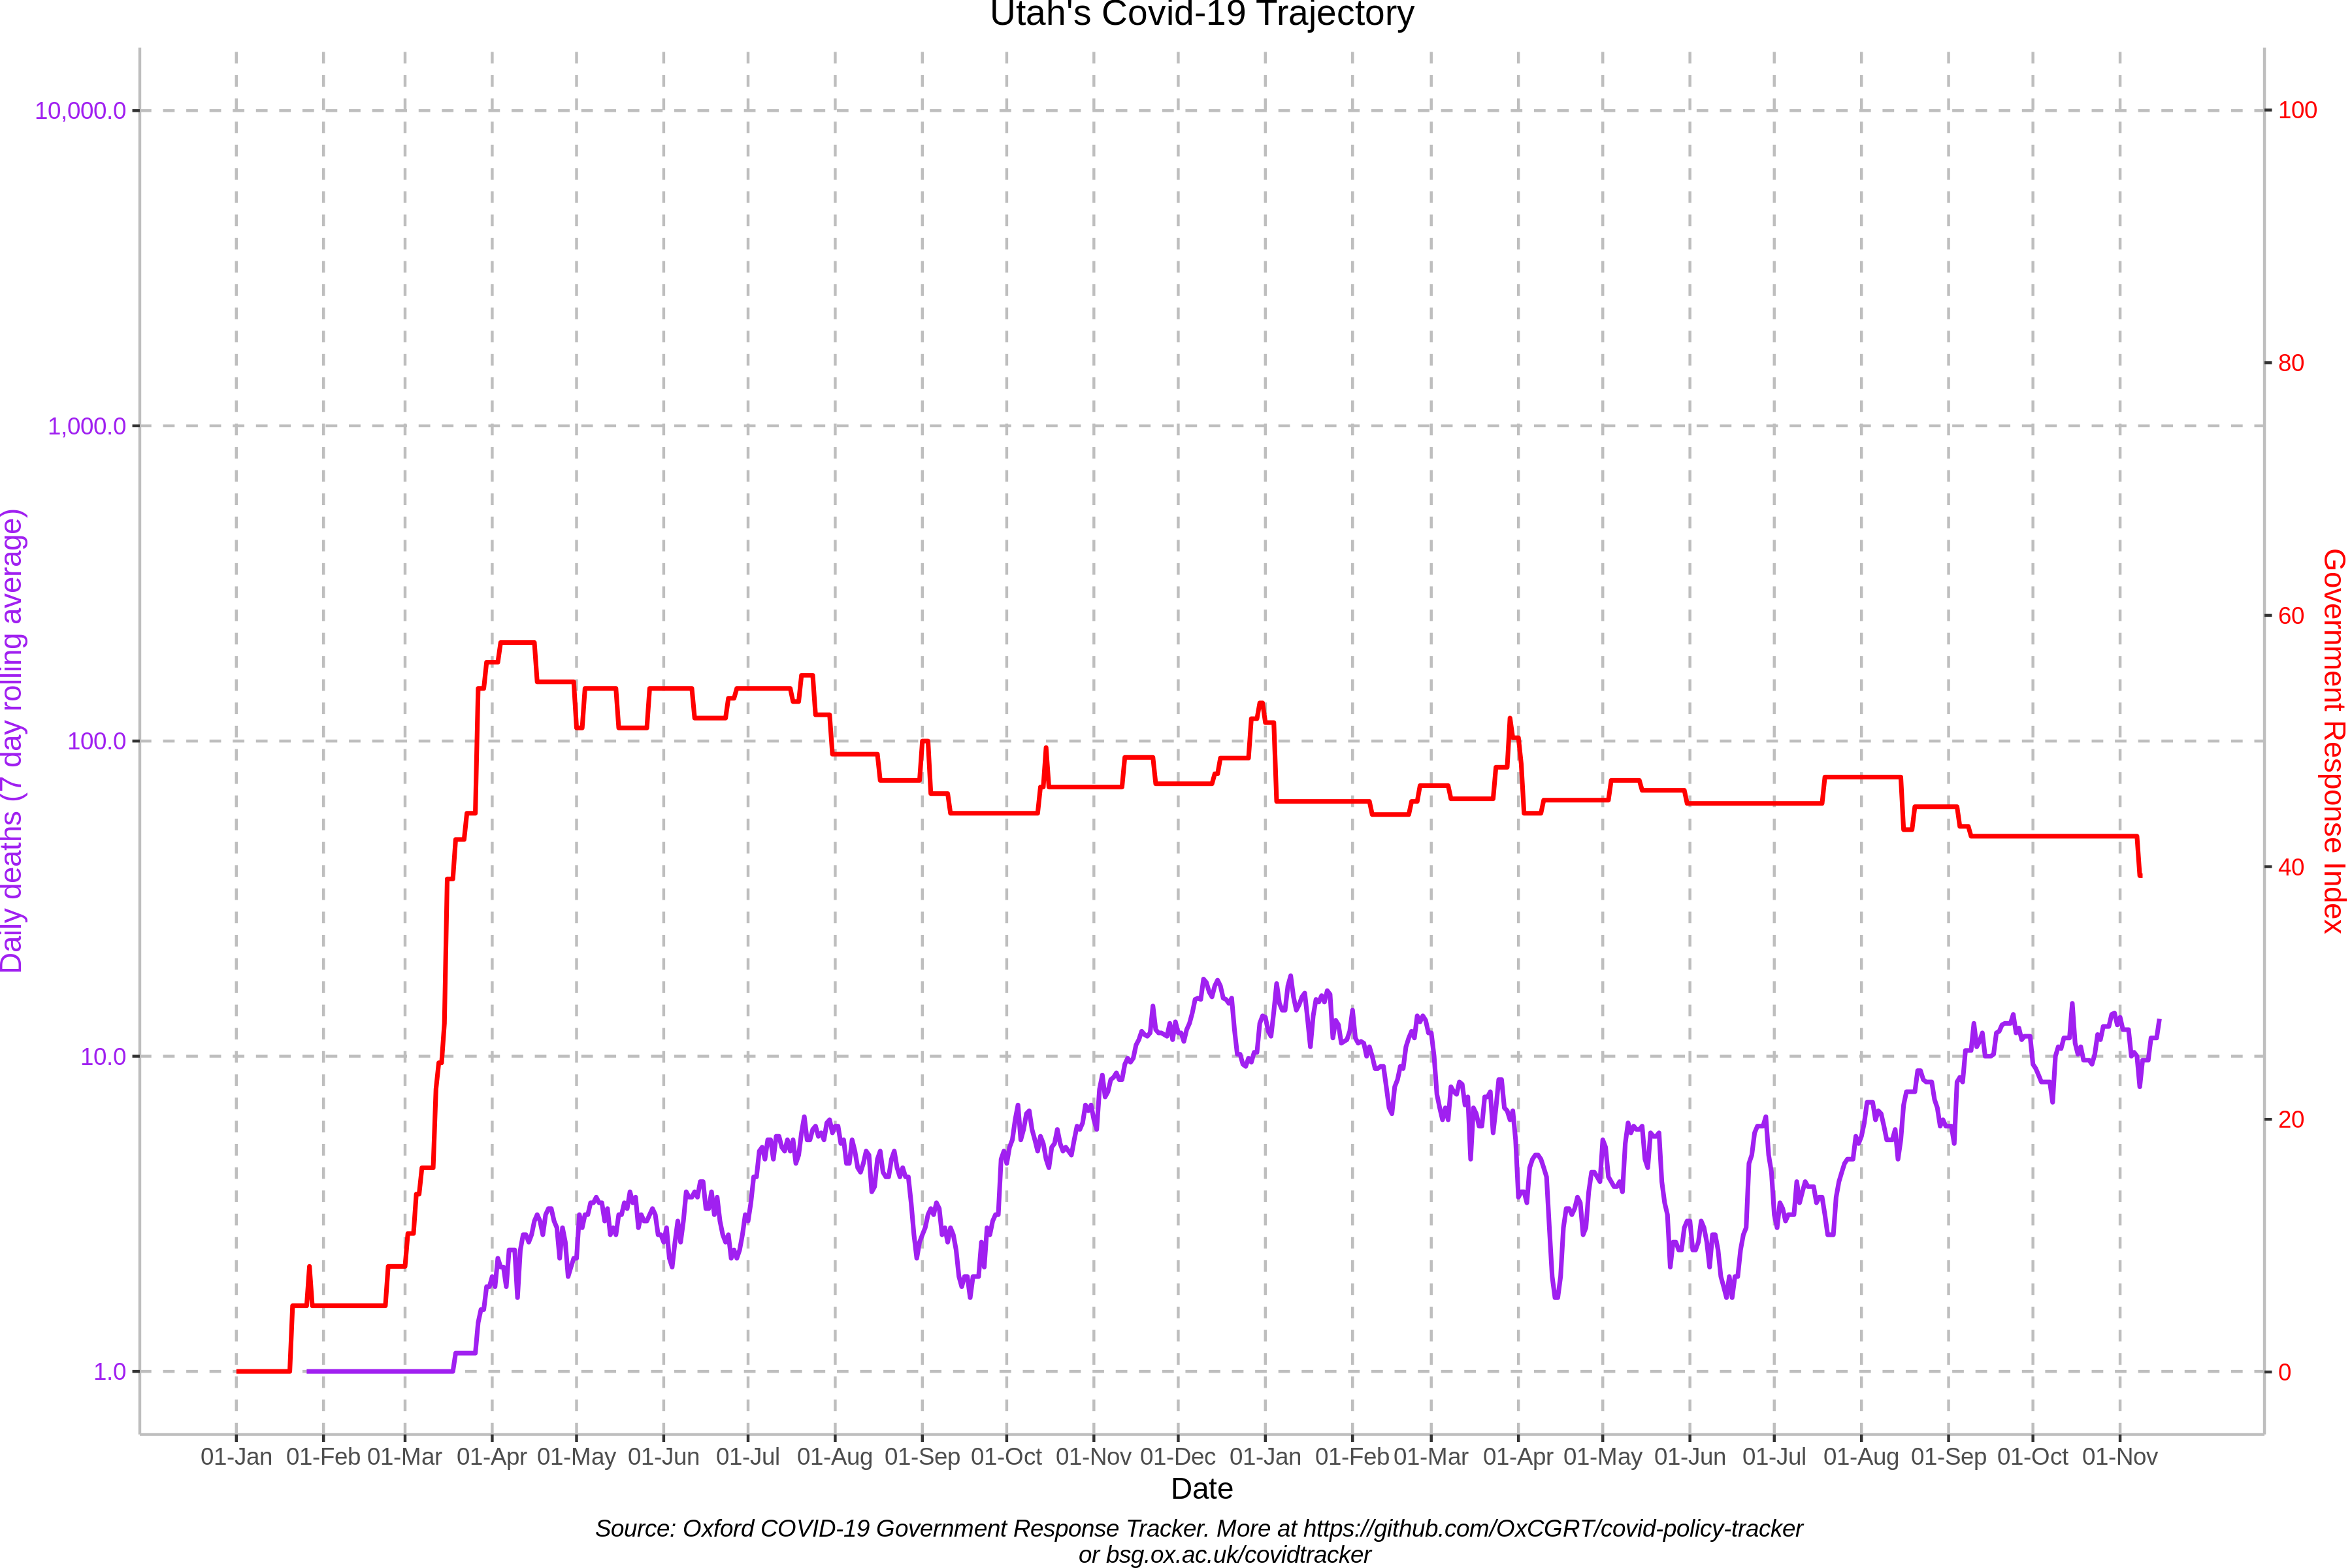 Utah's Covid-19 Trajectory
10,000.0
1,000.0
100.0
10.0
1.0
Daily deaths (7 day rolling average)
100
80
60
40
20
0
Government Response Index
01-Jan 01-Feb 01-Mar 01-Apr 01-May 01-Jun 01-Jul 01-Aug 01-Sep 01-Oct 01-Nov 01-Dec 01-Jan 01-Feb 01-Mar 01-Apr 01-May 01-Jun 01-Jul 01-Aug 01-Sep 01-Oct 01-Nov
Date
Source: Oxford COVID-19 Government Response Tracker. More at https://github.com/OxCGRT/covid-policy-tracker
or bsg.ox.ac.uk/covidtracker